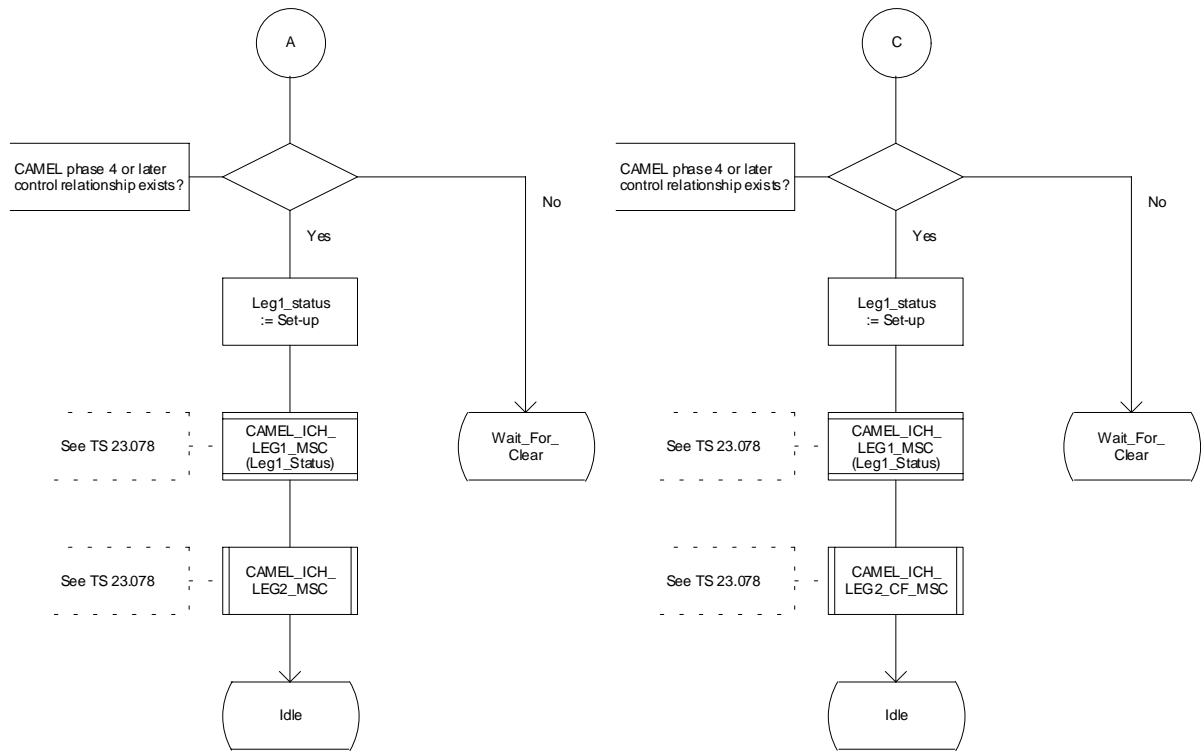 A
CAMEL phase 4 or later
control relationship exists?
No
Yes
Leg1_status
:= Set-up
See TS 23.078
CAMEL_ICH_
LEG1_MSC
(Leg1_Status)
Wait_For_
Clear
See TS 23.078
CAMEL_ICH_
LEG2_MSC
Idle
C
CAMEL phase 4 or later
control relationship exists?
No
Yes
Leg1_status
:= Set-up
See TS 23.078
CAMEL_ICH_
LEG1_MSC
(Leg1_Status)
Wait_For_
Clear
See TS 23.078
CAMEL_ICH_
LEG2_CF_MSC
Idle